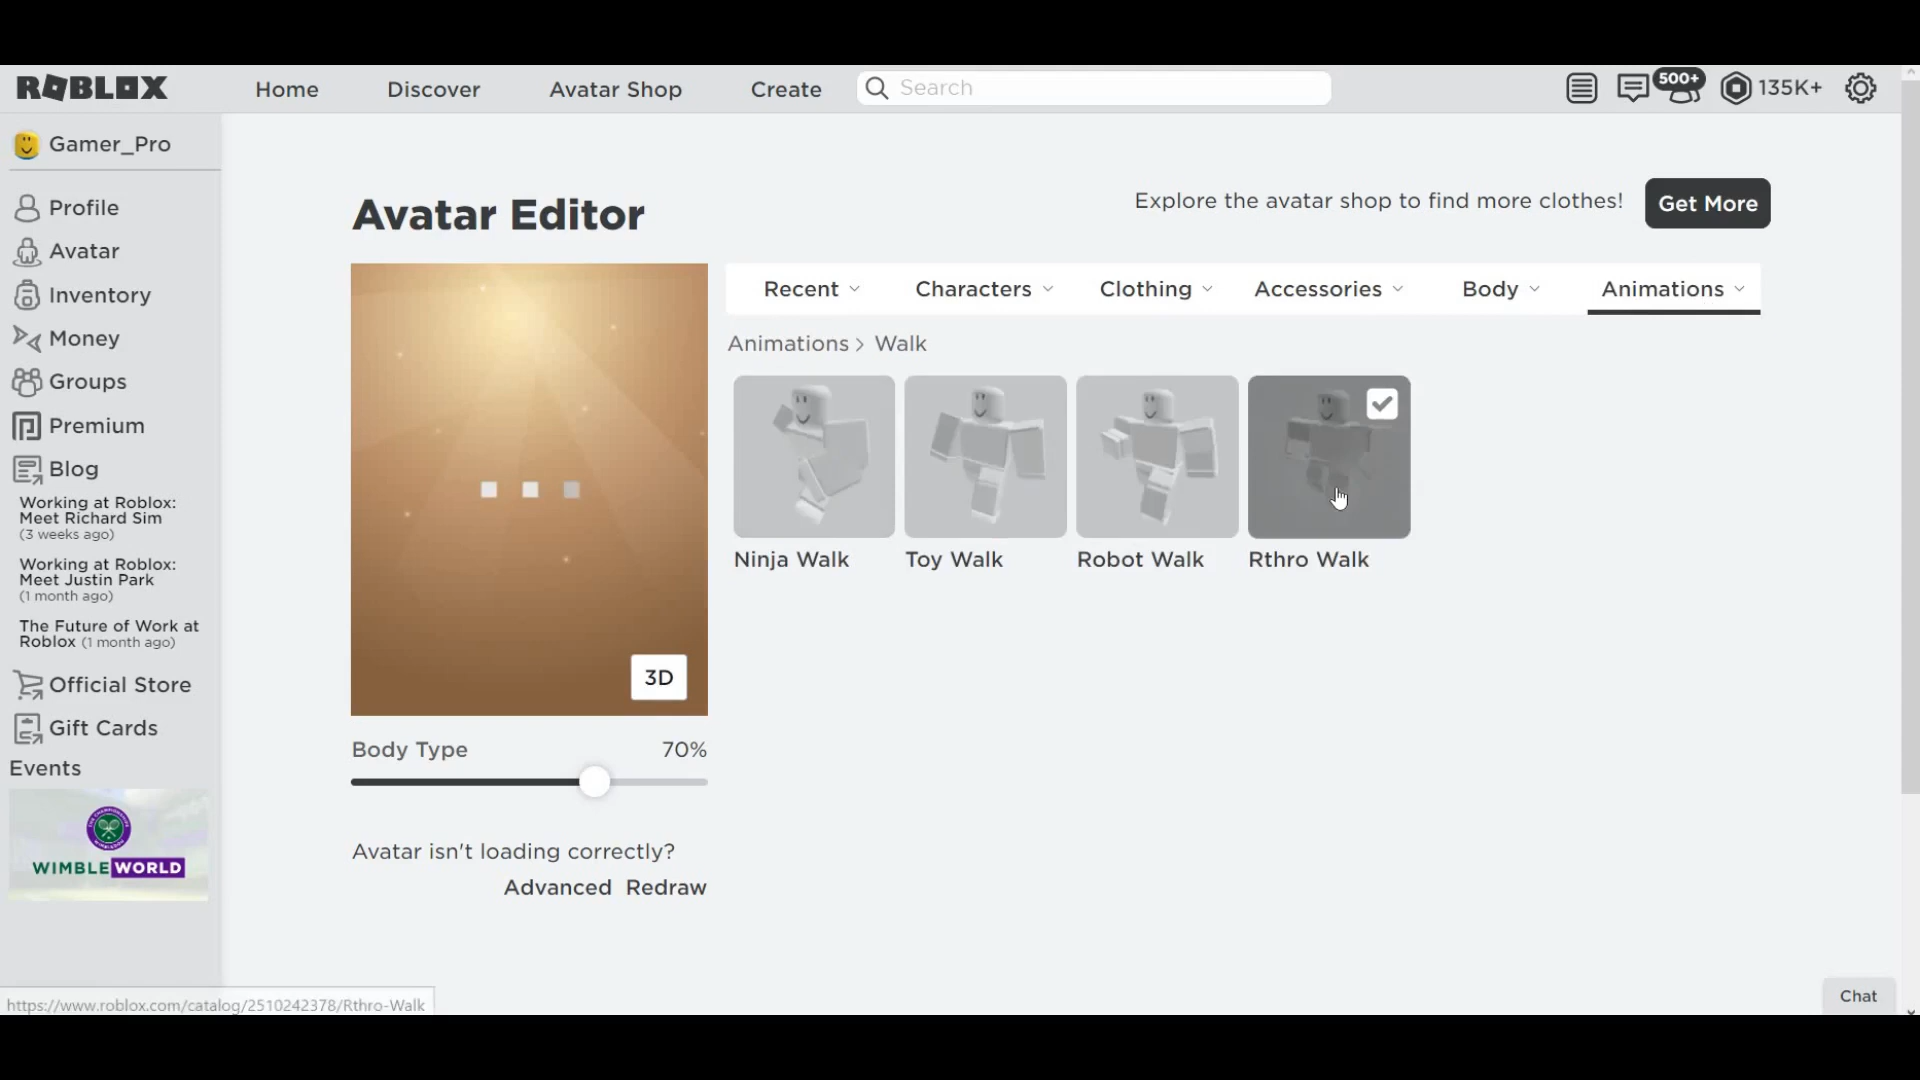 ROBLOX
Home
Discover
Avatar Shop
Create
Search
500+
135K+
Gamer_Pro
Profile
Avatar
Inventory
Money
Groups
Premium
Blog
Working at Roblox:
Meet Richard Sim
(3 weeks ago)
Working at Roblox:
Meet Justin Park
(1 month ago)
The Future of Work at
Roblox (1 month ago)
Official Store
Gift Cards
Events
WIMBLEWORLD
https://www.roblox.com/catalog/2510242378/Rthro-Walk
Avatar Editor
Explore the avatar shop to find more clothes!
Get More
3D
Body Type 70%
Avatar isn't loading correctly?
Advanced Redraw
Recent
Characters
Clothing
Accessories
Body
Animations
Animations > Walk
Ninja Walk
Toy Walk
Robot Walk
Rthro Walk
Chat